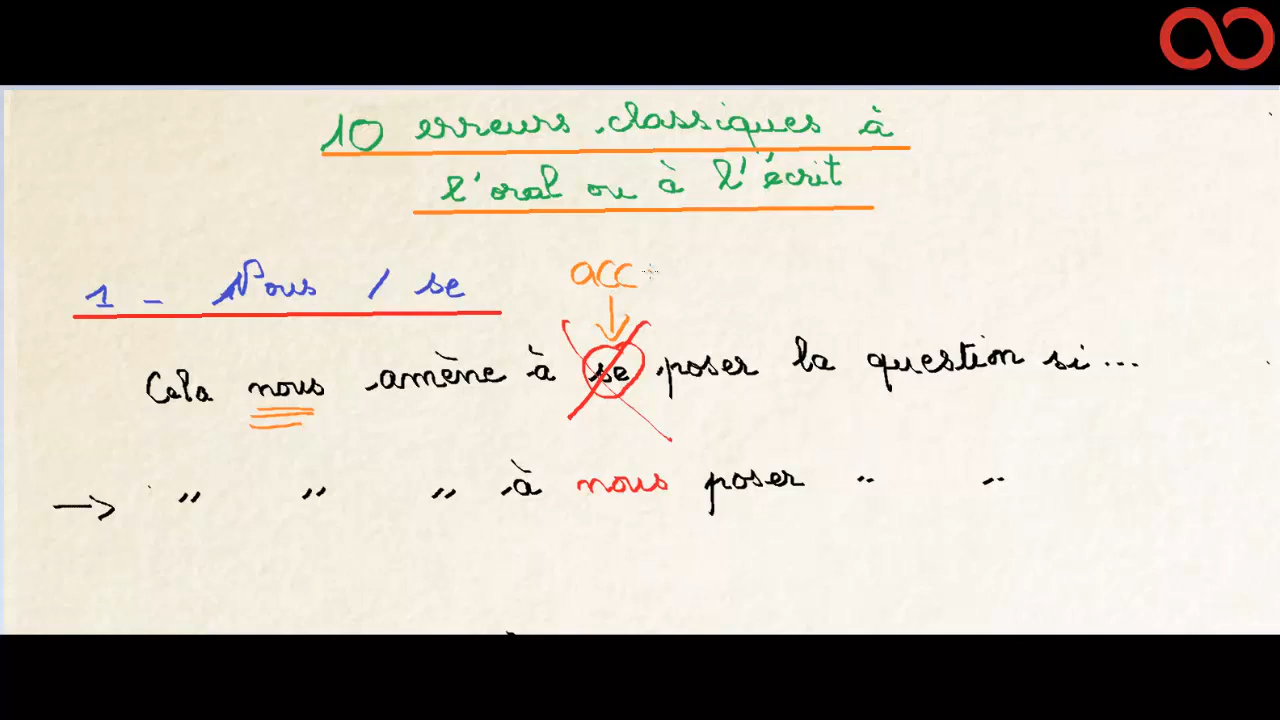 10 erreurs classiques à
l'oral ou à l'écrit
1 - Nous / se
acc
Cela nous amène à se poser la question si...
→ " " " à nous poser " "